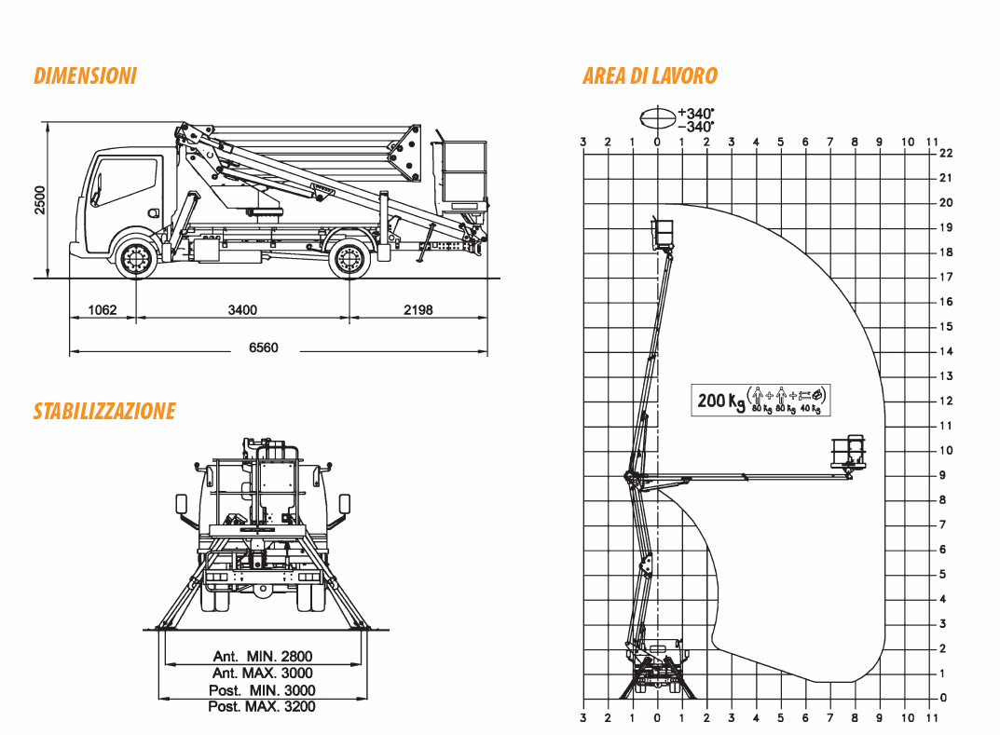 DIMENSIONI
2500
1062 3400 2198
6560
STABILIZZAZIONE
Ant. MIN. 2800
Ant. MAX. 3000
Post. MIN. 3000
Post. MAX. 3200
AREA DI LAVORO
+340°
-340°
3 2 1 0 1 2 3 4 5 6 7 8 9 10 11
22
21
20
19
18
17
16
15
14
13
12
11
10
9
8
7
6
5
4
3
2
1
0
200 Kg ( + + )
80 Kg 80 Kg 40 Kg
3 2 1 0 1 2 3 4 5 6 7 8 9 10 11